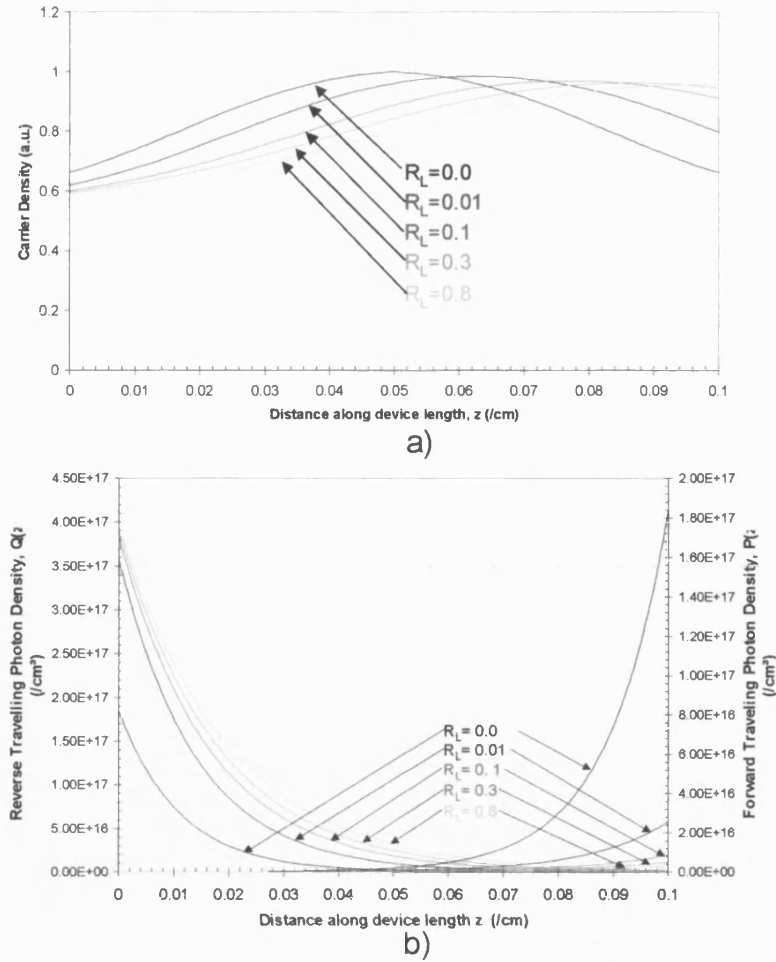 1.2
1
0.8
0.6
0.4
0.2
0
Carrier Density (a.u.)
R_L=0.0
R_L=0.01
R_L=0.1
R_L=0.3
R_L=0.8
0 0.01 0.02 0.03 0.04 0.05 0.06 0.07 0.08 0.09 0.1
Distance along device length, z (/cm)
a)
4.50E+17
4.00E+17
3.50E+17
3.00E+17
2.50E+17
2.00E+17
1.50E+17
1.00E+17
5.00E+16
0.00E+00
Reverse Travelling Photon Density, Q(z
(/cm³)
R_L= 0.0
R_L= 0.01
R_L= 0.1
R_L= 0.3
R_L= 0.8
2.00E+17
1.80E+17
1.60E+17
1.40E+17
1.20E+17
1.00E+17
8.00E+16
6.00E+16
4.00E+16
2.00E+16
0.00E+00
Forward Traveling Photon Density, P(z
(/cm³)
0 0.01 0.02 0.03 0.04 0.05 0.06 0.07 0.08 0.09 0.1
Distance along device length z (/cm)
b)